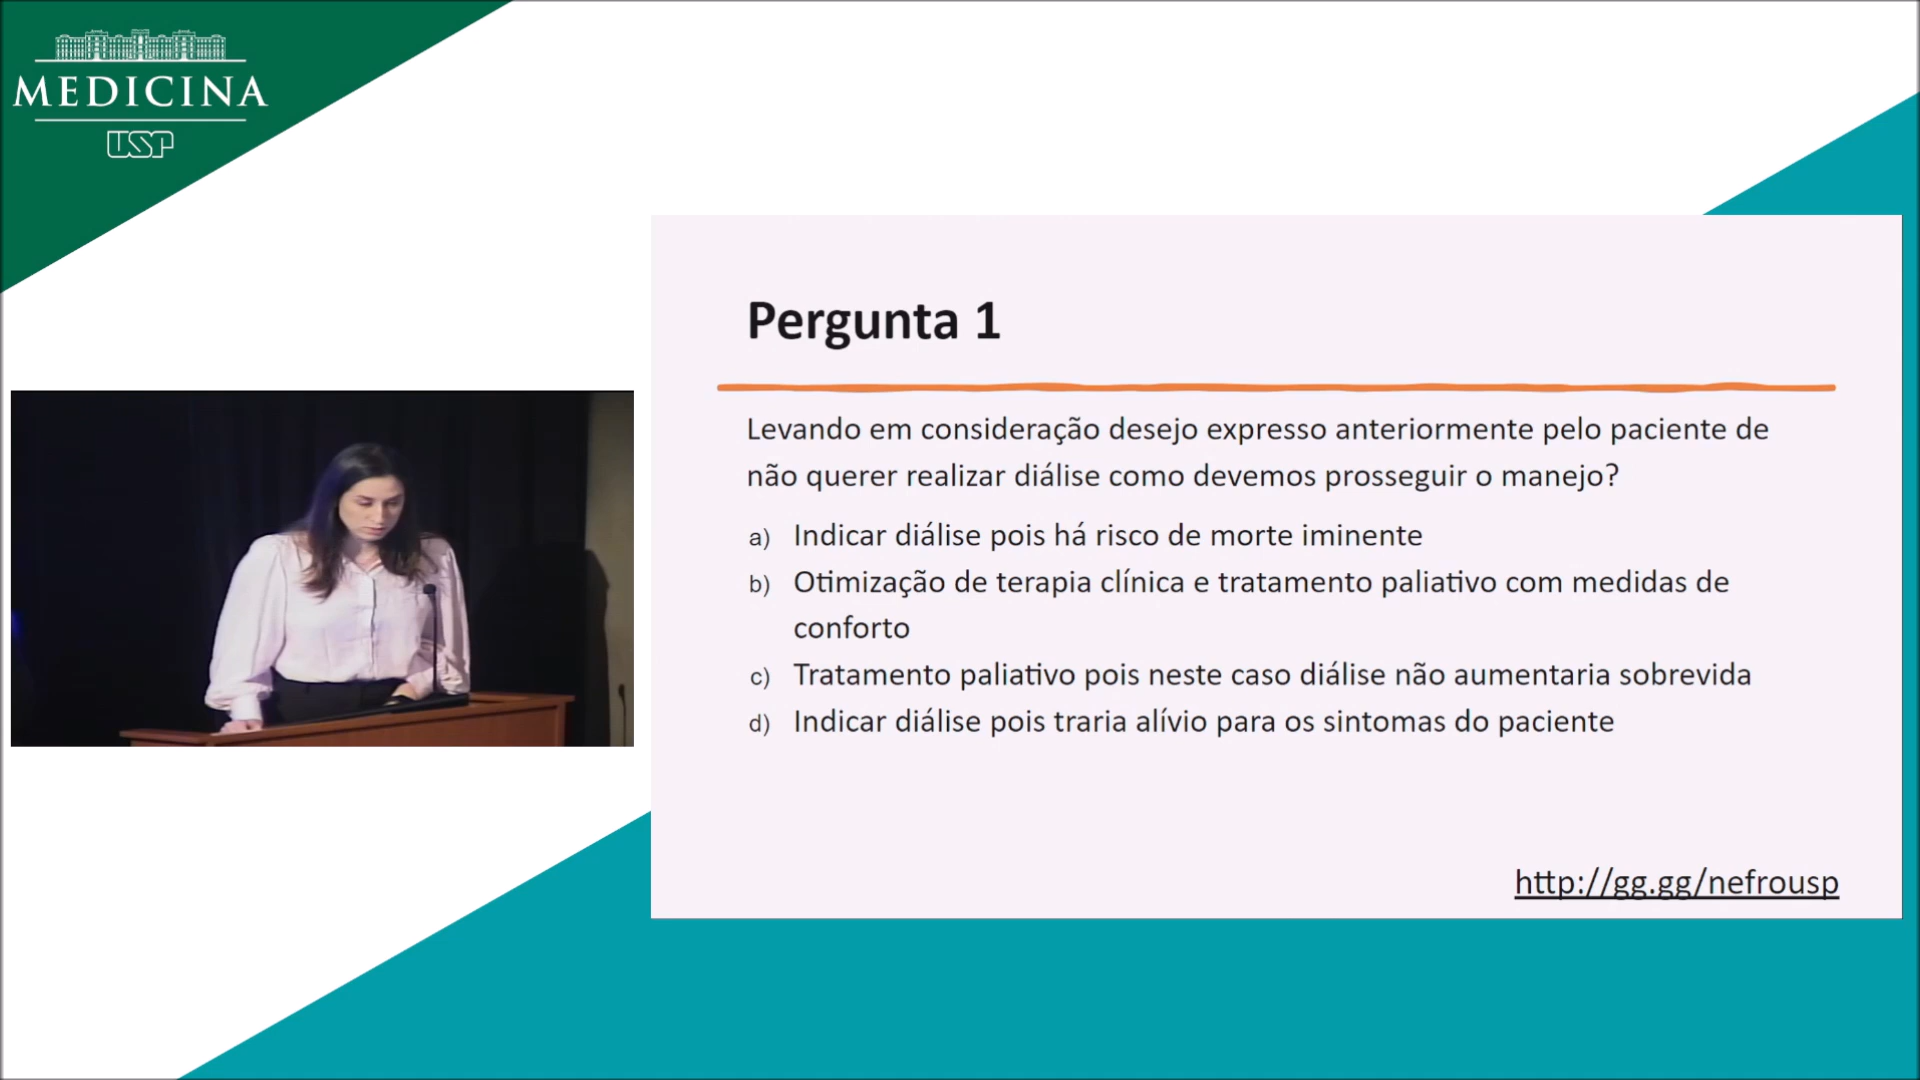 MEDICINA
USP
Pergunta 1
Levando em consideração desejo expresso anteriormente pelo paciente de
não querer realizar diálise como devemos prosseguir o manejo?
a) Indicar diálise pois há risco de morte iminente
b) Otimização de terapia clínica e tratamento paliativo com medidas de
conforto
c) Tratamento paliativo pois neste caso diálise não aumentaria sobrevida
d) Indicar diálise pois traria alívio para os sintomas do paciente
http://gg.gg/nefrousp